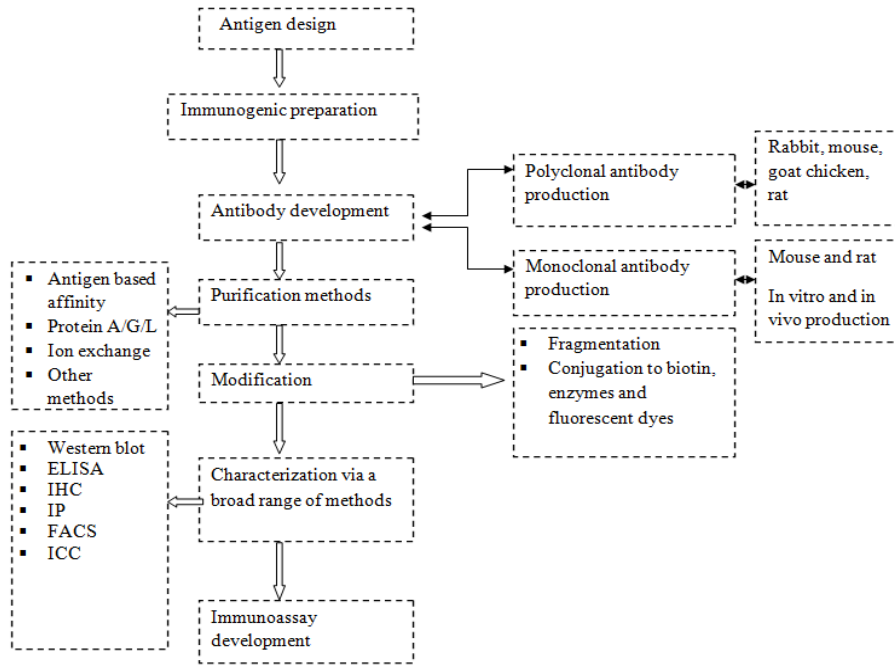 Antigen design
Immunogenic preparation
Antibody development
Polyclonal antibody
production
Rabbit, mouse,
goat chicken,
rat
Monoclonal antibody
production
Mouse and rat
In vitro and in
vivo production
Purification methods
▪ Antigen based
affinity
▪ Protein A/G/L
▪ Ion exchange
▪ Other
methods
Modification
▪ Fragmentation
▪ Conjugation to biotin,
enzymes and
fluorescent dyes
Characterization via a
broad range of methods
▪ Western blot
▪ ELISA
▪ IHC
▪ IP
▪ FACS
▪ ICC
Immunoassay
development